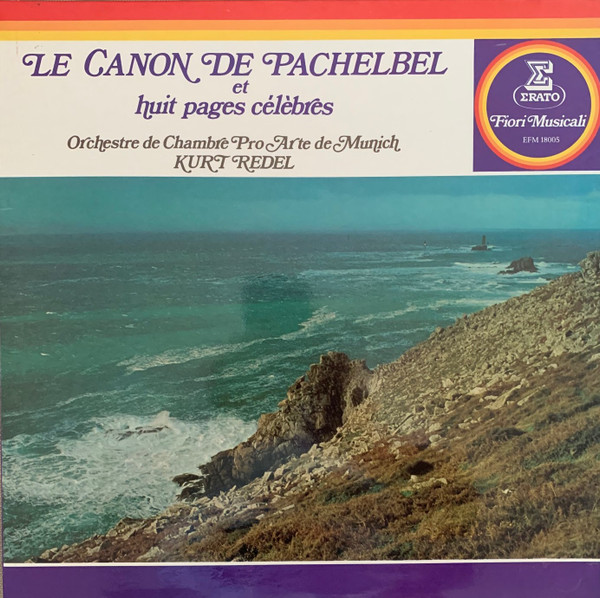 LE CANON DE PACHELBEL
et
huit pages célèbres
Orchestre de Chambre Pro Arte de Munich
KURT REDEL
ERATO
Fiori Musicali
EFM 18005